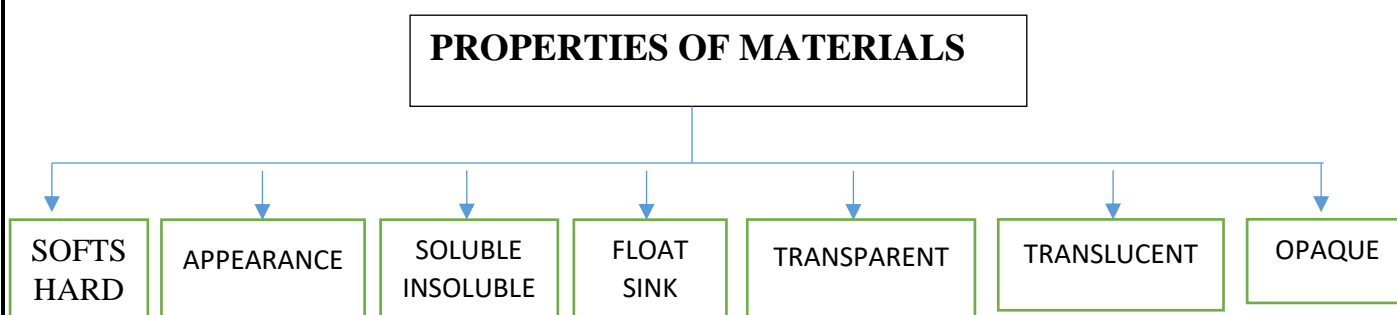 PROPERTIES OF MATERIALS
SOFTS
HARD
APPEARANCE
SOLUBLE
INSOLUBLE
FLOAT
SINK
TRANSPARENT
TRANSLUCENT
OPAQUE